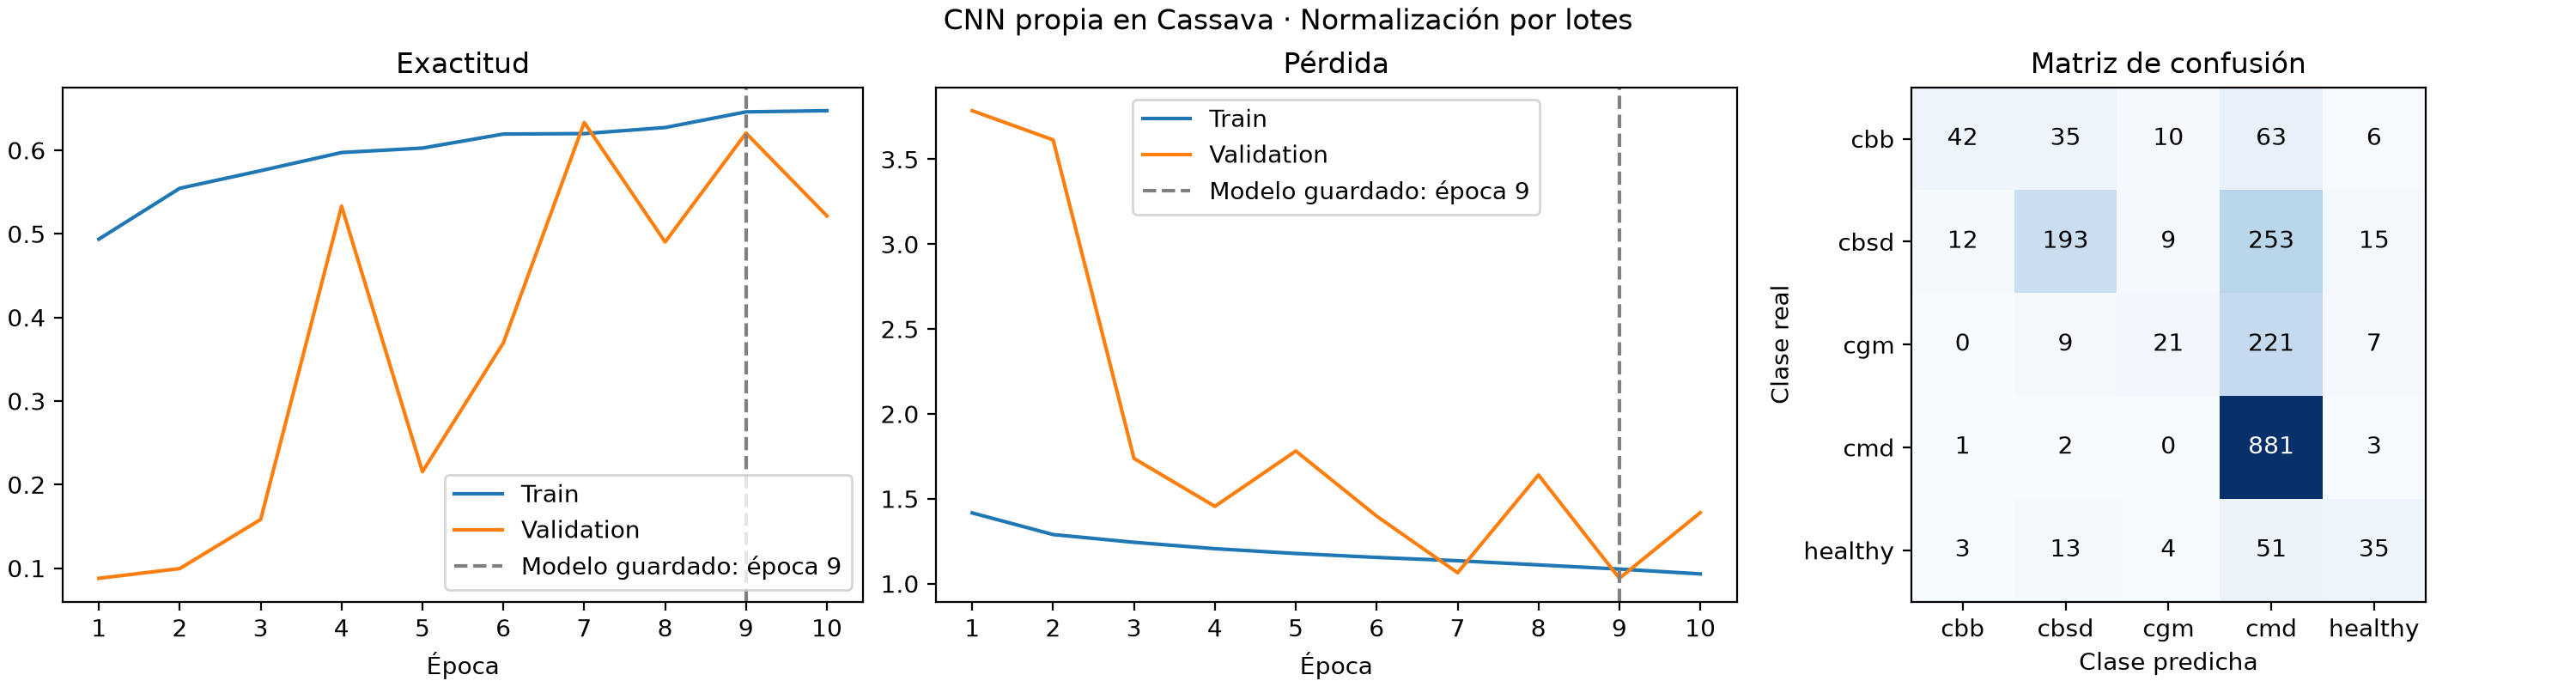 CNN propia en Cassava · Normalización por lotes
Exactitud
0.6
0.5
0.4
0.3
0.2
0.1
1 2 3 4 5 6 7 8 9 10
Época
Train
Validation
Modelo guardado: época 9
Pérdida
3.5
3.0
2.5
2.0
1.5
1.0
1 2 3 4 5 6 7 8 9 10
Época
Train
Validation
Modelo guardado: época 9
Matriz de confusión
Clase real
cbb 42 35 10 63 6
cbsd 12 193 9 253 15
cgm 0 9 21 221 7
cmd 1 2 0 881 3
healthy 3 13 4 51 35
cbb cbsd cgm cmd healthy
Clase predicha